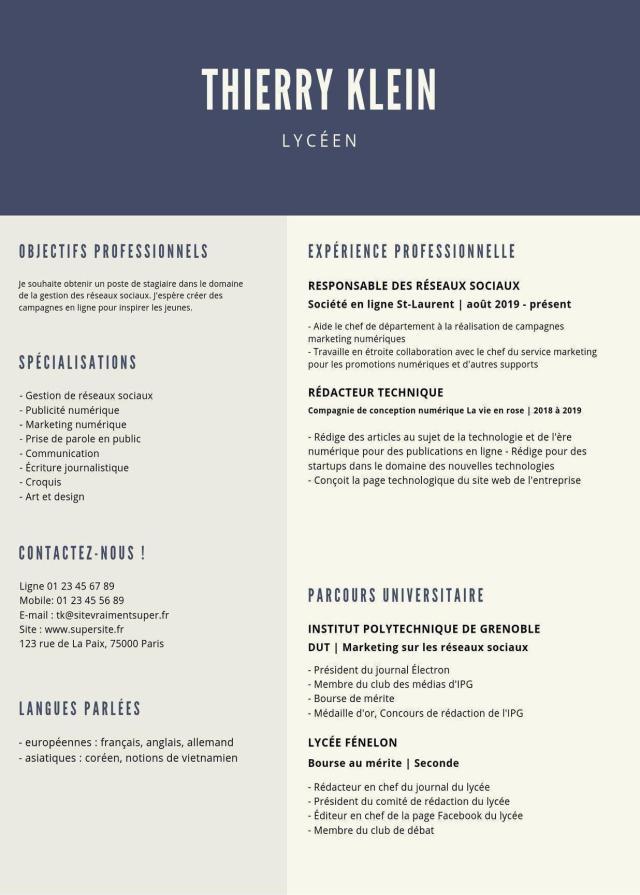 THIERRY KLEIN
LYCÉEN
OBJECTIFS PROFESSIONNELS
Je souhaite obtenir un poste de stagiaire dans le domaine
de la gestion des réseaux sociaux. J'espère créer des
campagnes en ligne pour inspirer les jeunes.
SPÉCIALISATIONS
- Gestion de réseaux sociaux
- Publicité numérique
- Marketing numérique
- Prise de parole en public
- Communication
- Écriture journalistique
- Croquis
- Art et design
CONTACTEZ-NOUS !
Ligne 01 23 45 67 89
Mobile: 01 23 45 56 89
E-mail : tk@sitevraimentsuper.fr
Site : www.supersite.fr
123 rue de La Paix, 75000 Paris
LANGUES PARLÉES
- européennes : français, anglais, allemand
- asiatiques : coréen, notions de vietnamien
EXPÉRIENCE PROFESSIONNELLE
RESPONSABLE DES RÉSEAUX SOCIAUX
Société en ligne St-Laurent | août 2019 - présent
- Aide le chef de département à la réalisation de campagnes
marketing numériques
- Travaille en étroite collaboration avec le chef du service marketing
pour les promotions numériques et d'autres supports
RÉDACTEUR TECHNIQUE
Compagnie de conception numérique La vie en rose | 2018 à 2019
- Rédige des articles au sujet de la technologie et de l'ère
numérique pour des publications en ligne - Rédige pour des
startups dans le domaine des nouvelles technologies
- Conçoit la page technologique du site web de l'entreprise
PARCOURS UNIVERSITAIRE
INSTITUT POLYTECHNIQUE DE GRENOBLE
DUT | Marketing sur les réseaux sociaux
- Président du journal Électron
- Membre du club des médias d'IPG
- Bourse de mérite
- Médaille d'or, Concours de rédaction de l'IPG
LYCÉE FÉNELON
Bourse au mérite | Seconde
- Rédacteur en chef du journal du lycée
- Président du comité de rédaction du lycée
- Éditeur en chef de la page Facebook du lycée
- Membre du club de débat